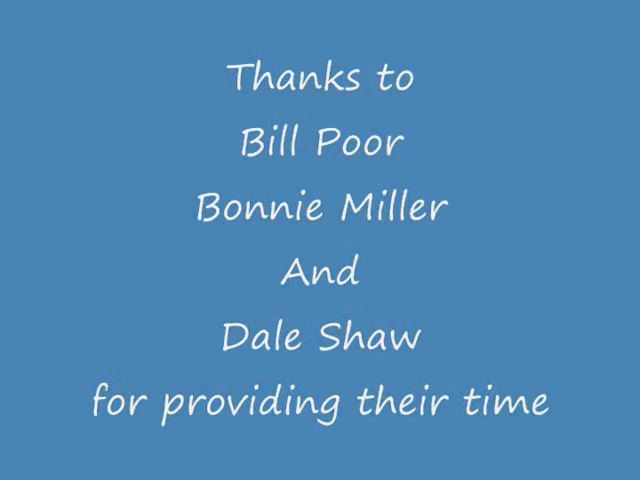 Thanks to
Bill Poor
Bonnie Miller
And
Dale Shaw
for providing their time